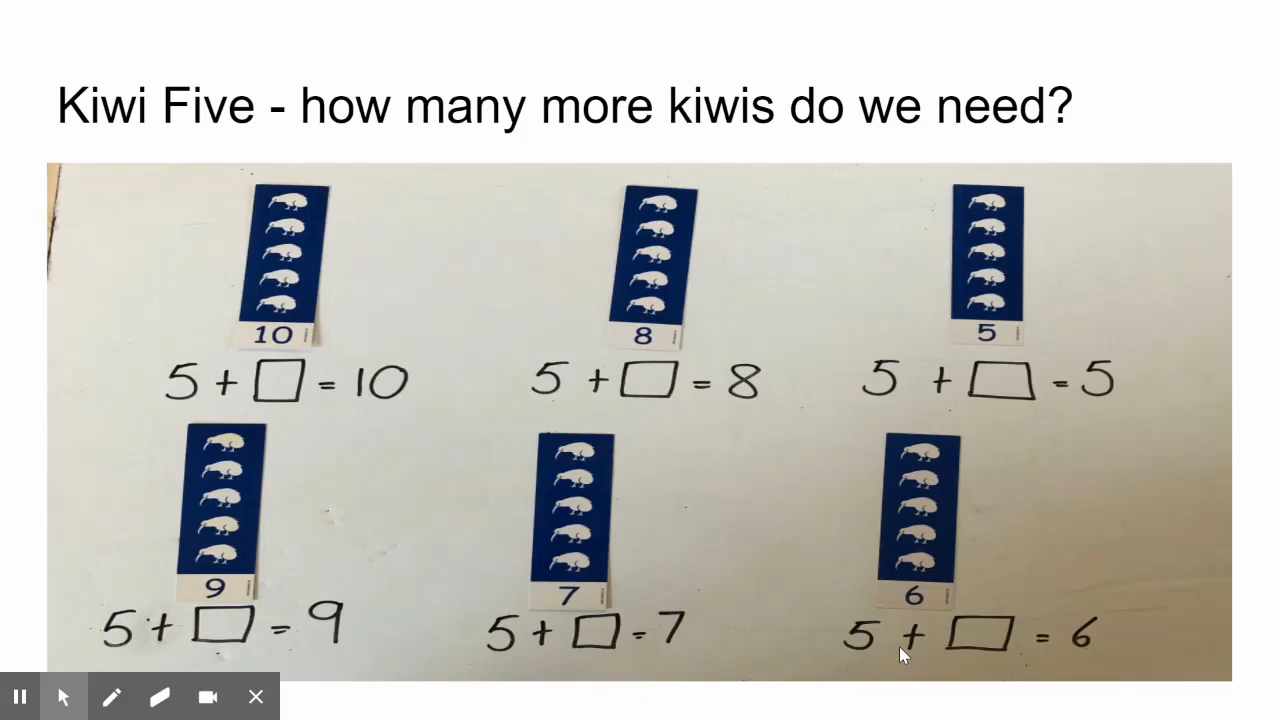 Kiwi Five - how many more kiwis do we need?
10
8
5
5 + □ = 10
5 + □ = 8
5 + □ = 5
9
7
6
5 + □ = 9
5 + □ = 7
5 + □ = 6